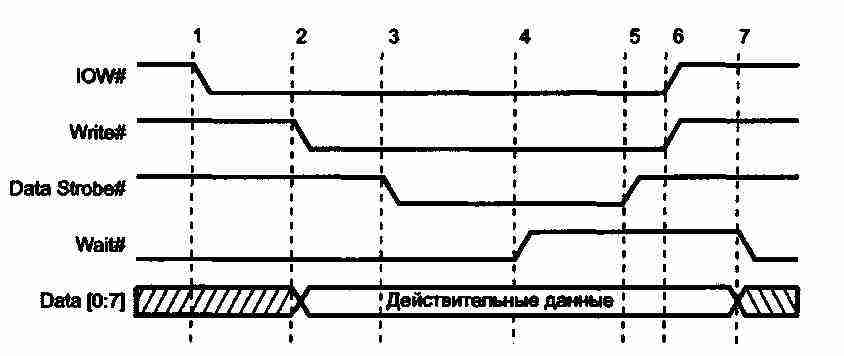 1 2 3 4 5 6 7
IOW#
Write#
Data Strobe#
Wait#
Data [0:7] Действительные данные